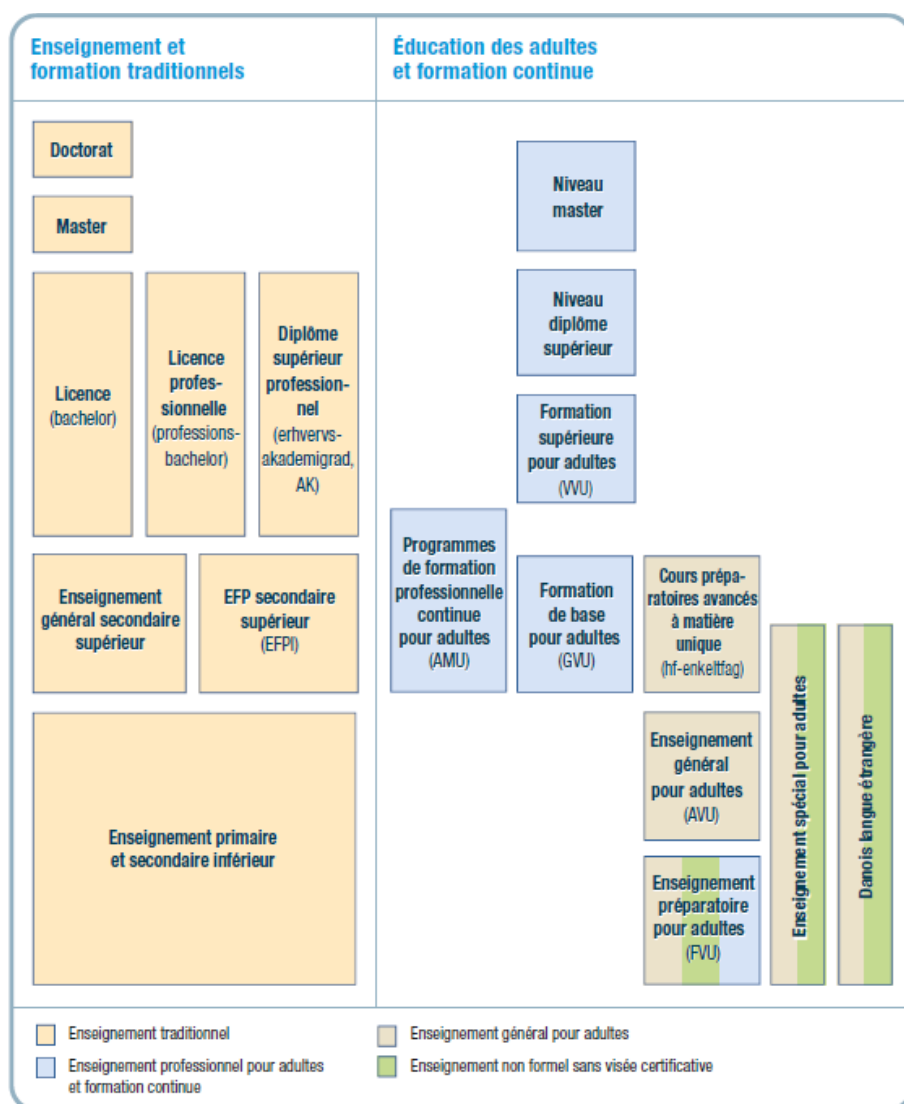 Enseignement et
formation traditionnels
Éducation des adultes
et formation continue
Doctorat
Master
Licence
(bachelor)
Licence
profes-
sionnelle
(professions-
bachelor)
Diplôme
supérieur
profession-
nel
(erhvervs-
akademigrad,
AK)
Enseignement
général secondaire
supérieur
EFP secondaire
supérieur
(EFPI)
Enseignement primaire
et secondaire inférieur
Niveau
master
Niveau
diplôme
supérieur
Formation
supérieure
pour adultes
(VVU)
Programmes
de formation
professionnelle
continue
pour adultes
(AMU)
Formation
de base
pour adultes
(GVU)
Cours prépa-
ratoires avancés
à matière
unique
(hf-enkeltfag)
Enseignement
général
pour adultes
(AVU)
Enseignement
préparatoire
pour adultes
(FVU)
Enseignement spécial pour adultes
Danois langue étrangère
Enseignement traditionnel
Enseignement professionnel pour adultes
et formation continue
Enseignement général pour adultes
Enseignement non formel sans visée certificative